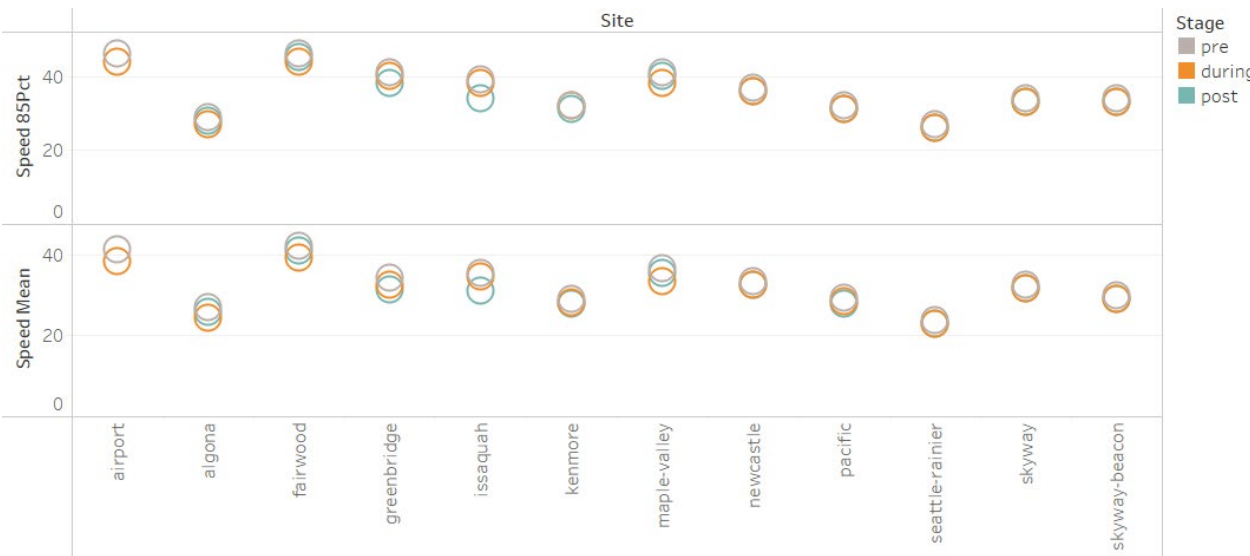 Site
Stage
pre
during
post
Speed 85Pct
40
20
0
Speed Mean
40
20
0
airport
algona
fairwood
greenbridge
issaquah
kenmore
maple-valley
newcastle
pacific
seattle-rainier
skyway
skyway-beacon